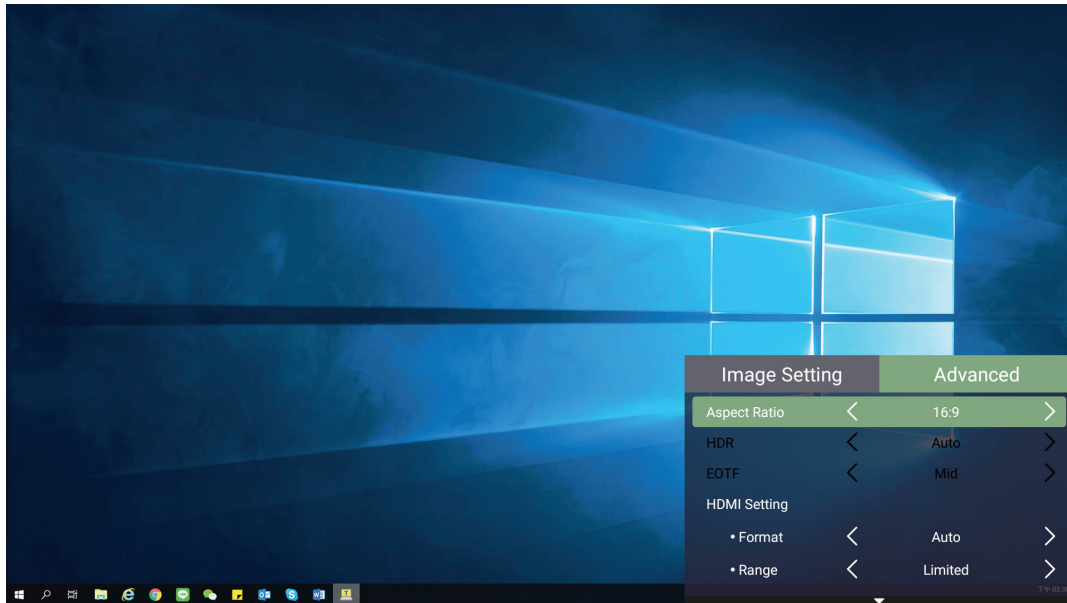 Image Setting Advanced
Aspect Ratio 16:9
HDR Auto
EOTF Mid
HDMI Setting
• Format Auto
• Range Limited